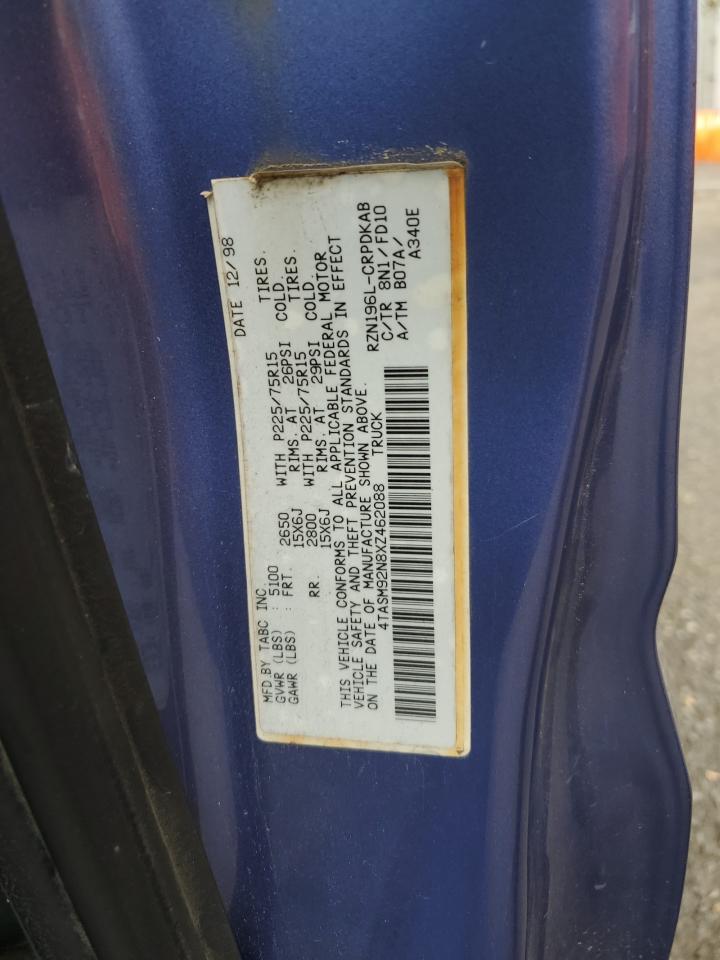 MFD.BY TABC INC. DATE 12/98
GVWR (LBS) : 5100
GAWR (LBS) : FRT. 2650 WITH P225/75R15 TIRES.
15X6J RIMS. AT 26PSI COLD.
RR. 2800 WITH P225/75R15 TIRES.
15X6J RIMS. AT 29PSI COLD.
THIS VEHICLE CONFORMS TO ALL APPLICABLE FEDERAL MOTOR
VEHICLE SAFETY AND THEFT PREVENTION STANDARDS IN EFFECT
ON THE DATE OF MANUFACTURE SHOWN ABOVE.
4TASM92N8XZ462088 TRUCK
RZN196L-CRPDKAB
C/TR 8N1/FD10
A/TM B07A/
A340E